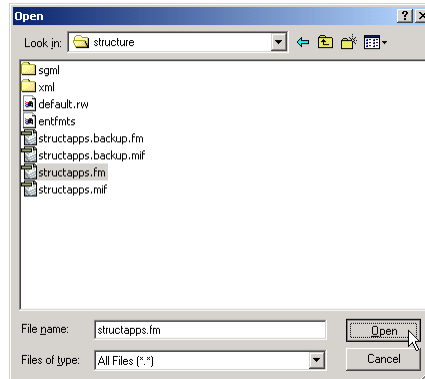 Open
Look in: structure
sgml
xml
default.rw
entfmts
structapps.backup.fm
structapps.backup.mif
structapps.fm
structapps.mif
File name: structapps.fm Open
Files of type: All Files (*.*) Cancel